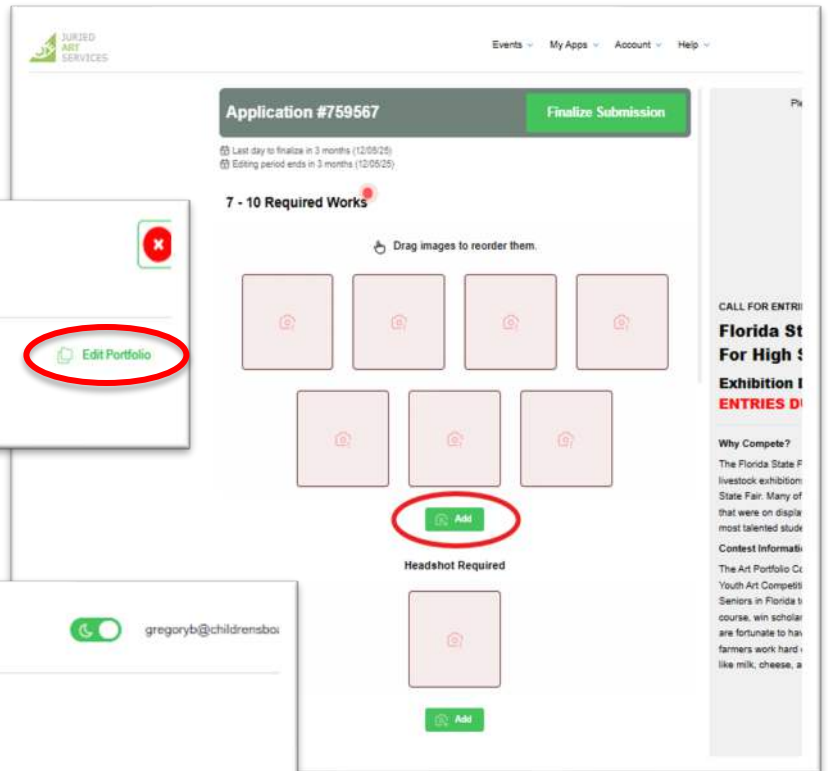 JURIED
ART
SERVICES
Events
My Apps
Account
Help
Application #759567
Finalize Submission
Last day to finalize in 3 months (12/05/25)
Editing period ends in 3 months (12/05/25)
7 - 10 Required Works
Drag images to reorder them.
Edit Portfolio
Add
Headshot Required
Add
gregoryb@childrensboa
CALL FOR ENTRI
Florida St
For High S
Exhibition
ENTRIES DU
Why Compete?
The Florida State F
livestock exhibition
State Fair. Many of
that were on displa
most talented stude
Contest Informati
The Art Portfolio Co
Youth Art Competiti
Seniors in Florida t
course, win scholar
are fortunate to hav
farmers work hard
like milk, cheese, a